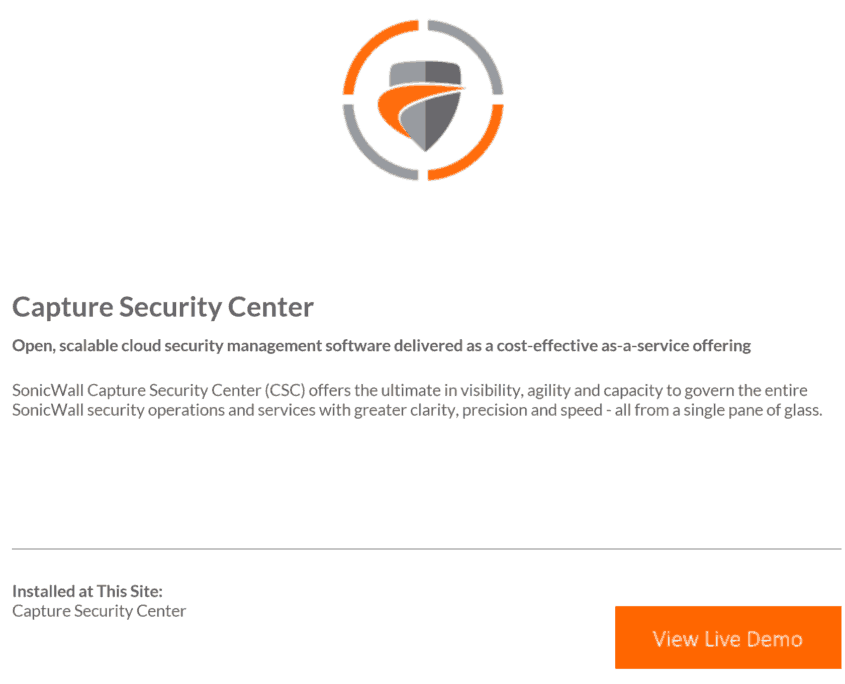 Capture Security Center
Open, scalable cloud security management software delivered as a cost-effective as-a-service offering
SonicWall Capture Security Center (CSC) offers the ultimate in visibility, agility and capacity to govern the entire
SonicWall security operations and services with greater clarity, precision and speed - all from a single pane of glass.
Installed at This Site:
Capture Security Center
View Live Demo